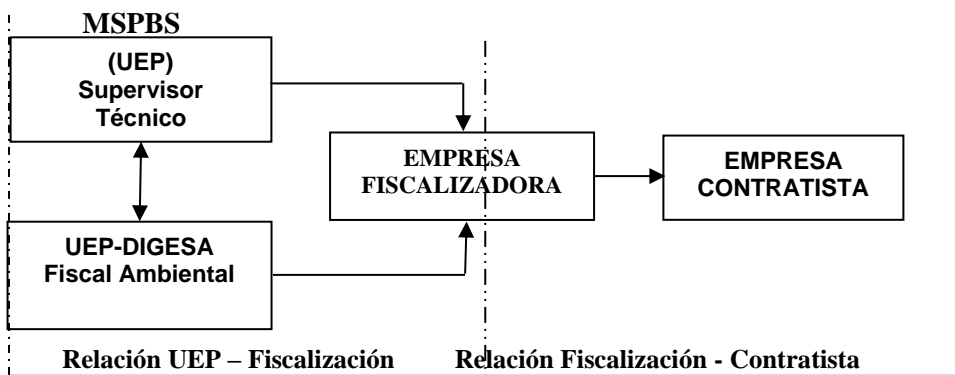 MSPBS
(UEP)
Supervisor
Técnico
EMPRESA
FISCALIZADORA
EMPRESA
CONTRATISTA
UEP-DIGESA
Fiscal Ambiental
Relación UEP – Fiscalización
Relación Fiscalización - Contratista